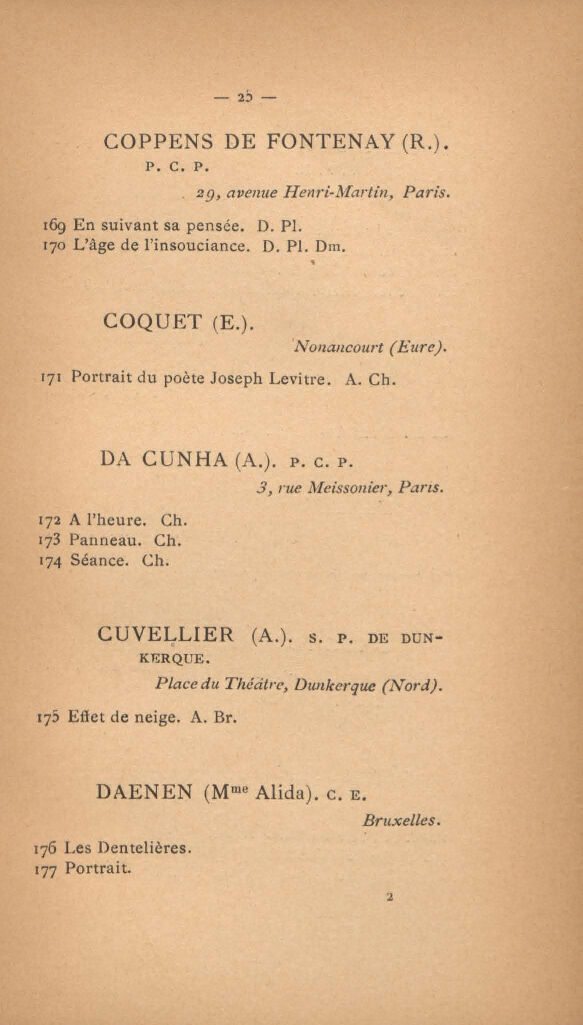 — 25 —
COPPENS DE FONTENAY (R.).
P. C. P.
29, avenue Henri-Martin, Paris.
169 En suivant sa pensée. D. Pl.
170 L'âge de l'insouciance. D. Pl. Dm.
COQUET (E.).
Nonancourt (Eure).
171 Portrait du poète Joseph Levitre. A. Ch.
DA CUNHA (A.). P. C. P.
3, rue Meissonier, Paris.
172 A l'heure. Ch.
173 Panneau. Ch.
174 Séance. Ch.
CUVELLIER (A.). S. P. DE DUN-
KERQUE.
Place du Théâtre, Dunkerque (Nord).
175 Effet de neige. A. Br.
DAENEN (Mme Alida). C. E.
Bruxelles.
176 Les Dentelières.
177 Portrait.
2